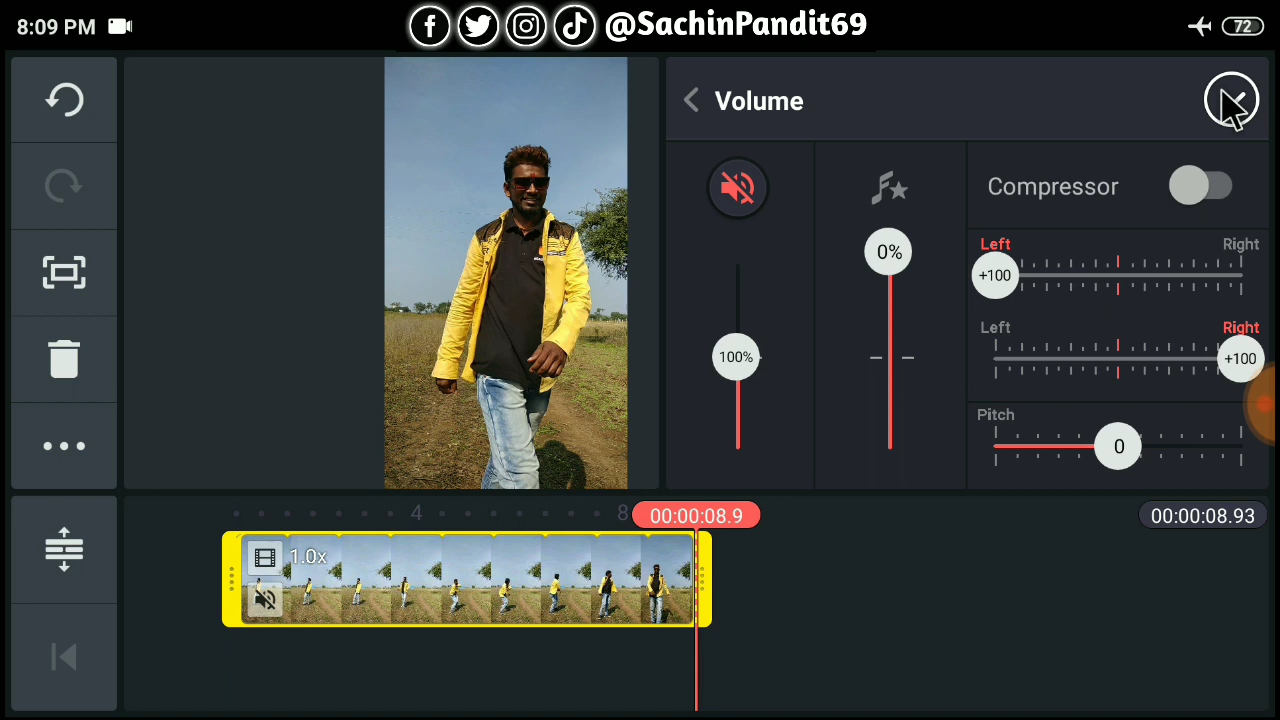 8:09 PM
@SachinPandit69
72
Volume
Compressor
Left Right
+100
Left Right
+100
Pitch
0
100%
0%
4 8 00:00:08.9 00:00:08.93
1.0x